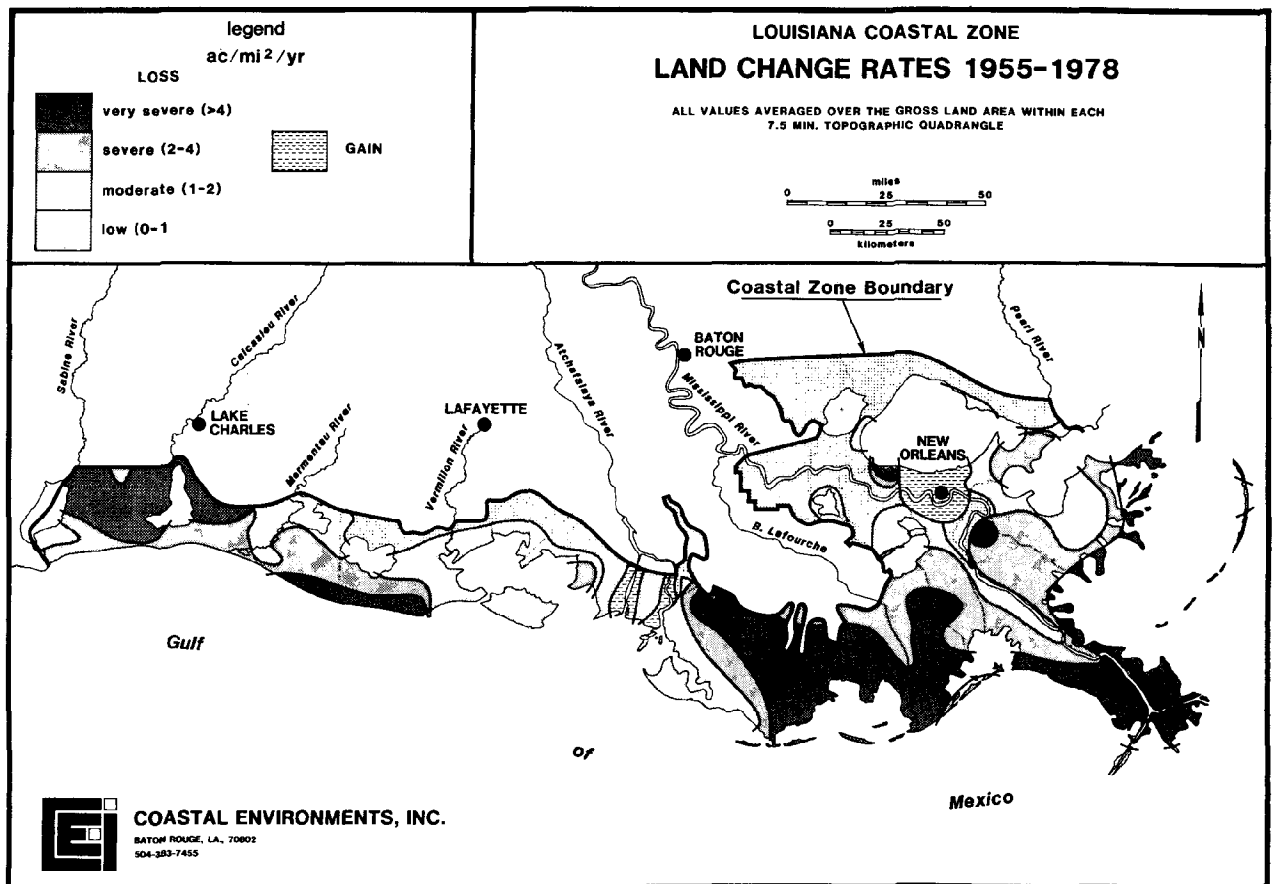 legend
ac/mi²/yr
LOSS
very severe (>4)
severe (2-4)
GAIN
moderate (1-2)
low (0-1
LOUISIANA COASTAL ZONE
LAND CHANGE RATES 1955-1978
ALL VALUES AVERAGED OVER THE GROSS LAND AREA WITHIN EACH
7.5 MIN. TOPOGRAPHIC QUADRANGLE
miles
0 25 50
0 25 50
kilometers
Coastal Zone Boundary
Sabine River
Calcasieu River
Atchafalaya River
BATON
ROUGE
Pearl River
N
LAKE
CHARLES
Mermentau River
LAFAYETTE
Vermilion River
Mississippi River
NEW
ORLEANS
B. Lafourche
Gulf
of
Mexico
COASTAL ENVIRONMENTS, INC.
BATON ROUGE, LA., 70802
504-383-7455